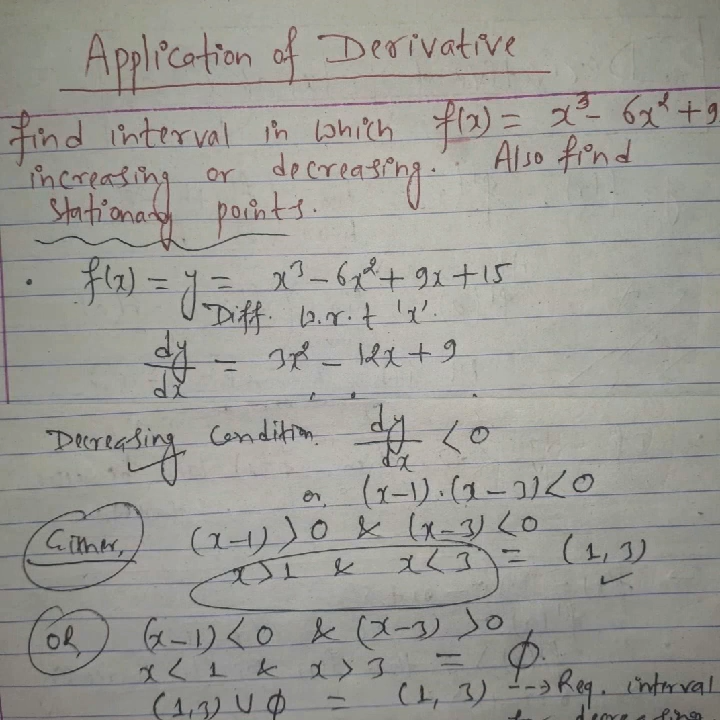 Application of Derivative
find interval in which f(x) = x³ - 6x² + 9
increasing or decreasing. Also find
stationary points.
• f(x) = y = x³ - 6x² + 9x + 15
Diff. w.r.t 'x'.
dy/dx = 3x² - 12x + 9
Decreasing Condition. dy/dx < 0
or, (x-1).(x-3) < 0
Either, (x-1) > 0 & (x-3) < 0
x > 1 & x < 3 = (1, 3)
OR, (x-1) < 0 & (x-3) > 0
x < 1 & x > 3 = ϕ.
(1,3) ∪ ϕ = (1, 3) --→ Req. interval
decreasing